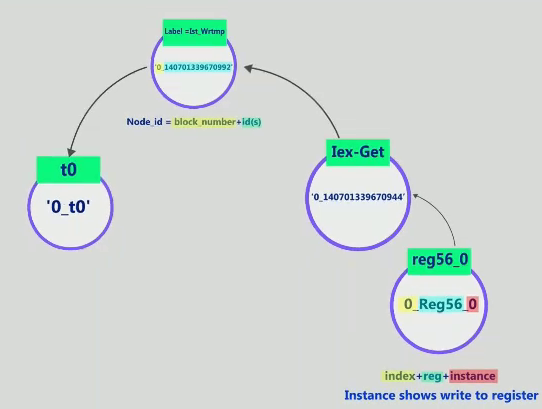 Label =Ist_Wrtmp
'0_140701339670992'
Node_id = block_number+id(s)
t0
'0_t0'
Iex-Get
'0_140701339670944'
reg56_0
0_Reg56_0
index+reg+instance
Instance shows write to register